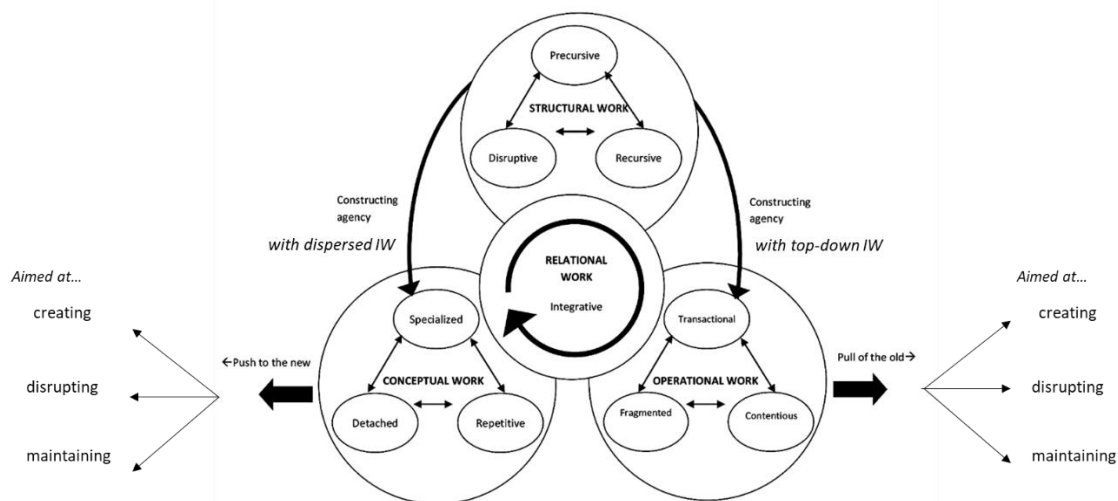 Precursive
STRUCTURAL WORK
Disruptive
Recursive
Constructing
agency
with dispersed IW
Constructing
agency
with top-down IW
RELATIONAL
WORK
Integrative
Aimed at...
creating
disrupting
maintaining
←Push to the new
Specialized
CONCEPTUAL WORK
Detached
Repetitive
Transactional
OPERATIONAL WORK
Fragmented
Contentious
Pull of the old→
Aimed at...
creating
disrupting
maintaining